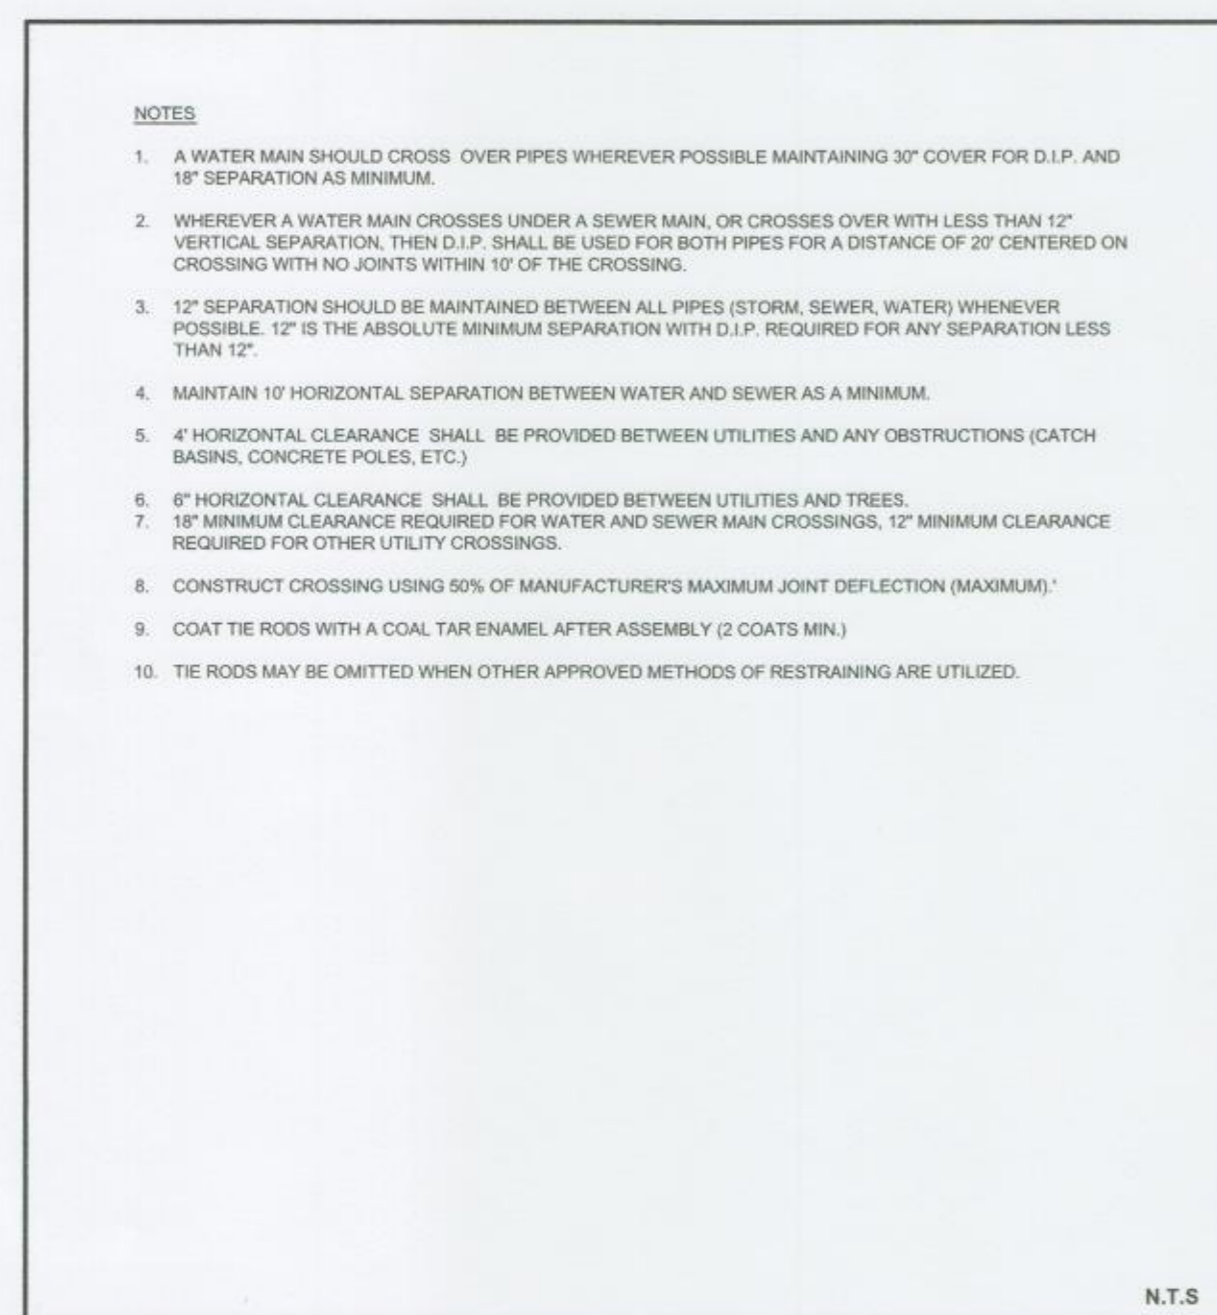 NOTES
1. A WATER MAIN SHOULD CROSS OVER PIPES WHEREVER POSSIBLE MAINTAINING 30" COVER FOR D.I.P. AND
18" SEPARATION AS MINIMUM.
2. WHEREVER A WATER MAIN CROSSES UNDER A SEWER MAIN, OR CROSSES OVER WITH LESS THAN 12"
VERTICAL SEPARATION, THEN D.I.P. SHALL BE USED FOR BOTH PIPES FOR A DISTANCE OF 20' CENTERED ON
CROSSING WITH NO JOINTS WITHIN 10' OF THE CROSSING.
3. 12" SEPARATION SHOULD BE MAINTAINED BETWEEN ALL PIPES (STORM, SEWER, WATER) WHENEVER
POSSIBLE. 12" IS THE ABSOLUTE MINIMUM SEPARATION WITH D.I.P. REQUIRED FOR ANY SEPARATION LESS
THAN 12".
4. MAINTAIN 10' HORIZONTAL SEPARATION BETWEEN WATER AND SEWER AS A MINIMUM.
5. 4' HORIZONTAL CLEARANCE SHALL BE PROVIDED BETWEEN UTILITIES AND ANY OBSTRUCTIONS (CATCH
BASINS, CONCRETE POLES, ETC.)
6. 6" HORIZONTAL CLEARANCE SHALL BE PROVIDED BETWEEN UTILITIES AND TREES.
7. 18" MINIMUM CLEARANCE REQUIRED FOR WATER AND SEWER MAIN CROSSINGS, 12" MINIMUM CLEARANCE
REQUIRED FOR OTHER UTILITY CROSSINGS.
8. CONSTRUCT CROSSING USING 50% OF MANUFACTURER'S MAXIMUM JOINT DEFLECTION (MAXIMUM).'
9. COAT TIE RODS WITH A COAL TAR ENAMEL AFTER ASSEMBLY (2 COATS MIN.)
10. TIE RODS MAY BE OMITTED WHEN OTHER APPROVED METHODS OF RESTRAINING ARE UTILIZED.
N.T.S